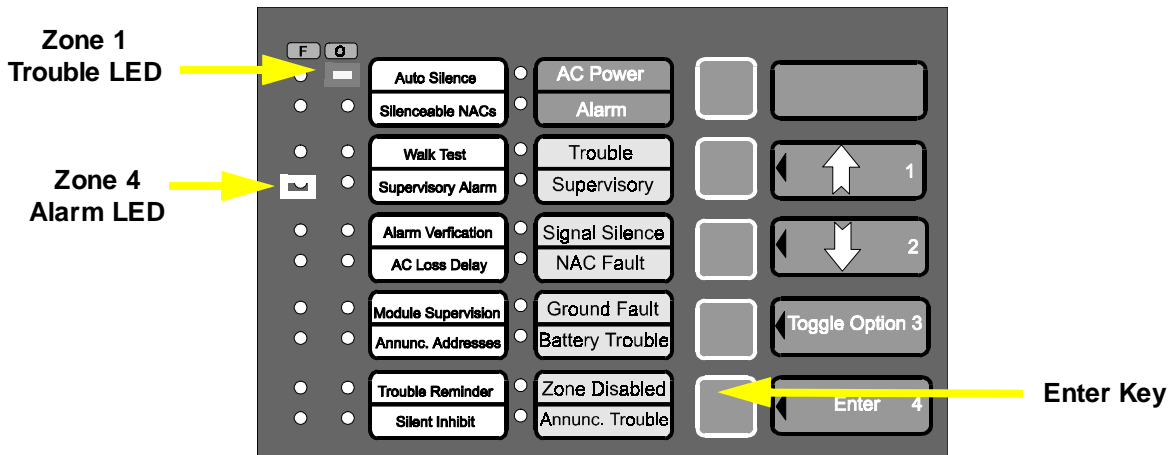 Zone 1
Trouble LED
F O
Auto Silence
AC Power
Silenceable NACs
Alarm
Walk Test
Trouble
1
Zone 4
Alarm LED
Supervisory Alarm
Supervisory
Alarm Verfication
Signal Silence
2
AC Loss Delay
NAC Fault
Module Supervision
Ground Fault
Toggle Option 3
Annunc. Addresses
Battery Trouble
Trouble Reminder
Zone Disabled
Enter 4
Enter Key
Silent Inhibit
Annunc. Trouble